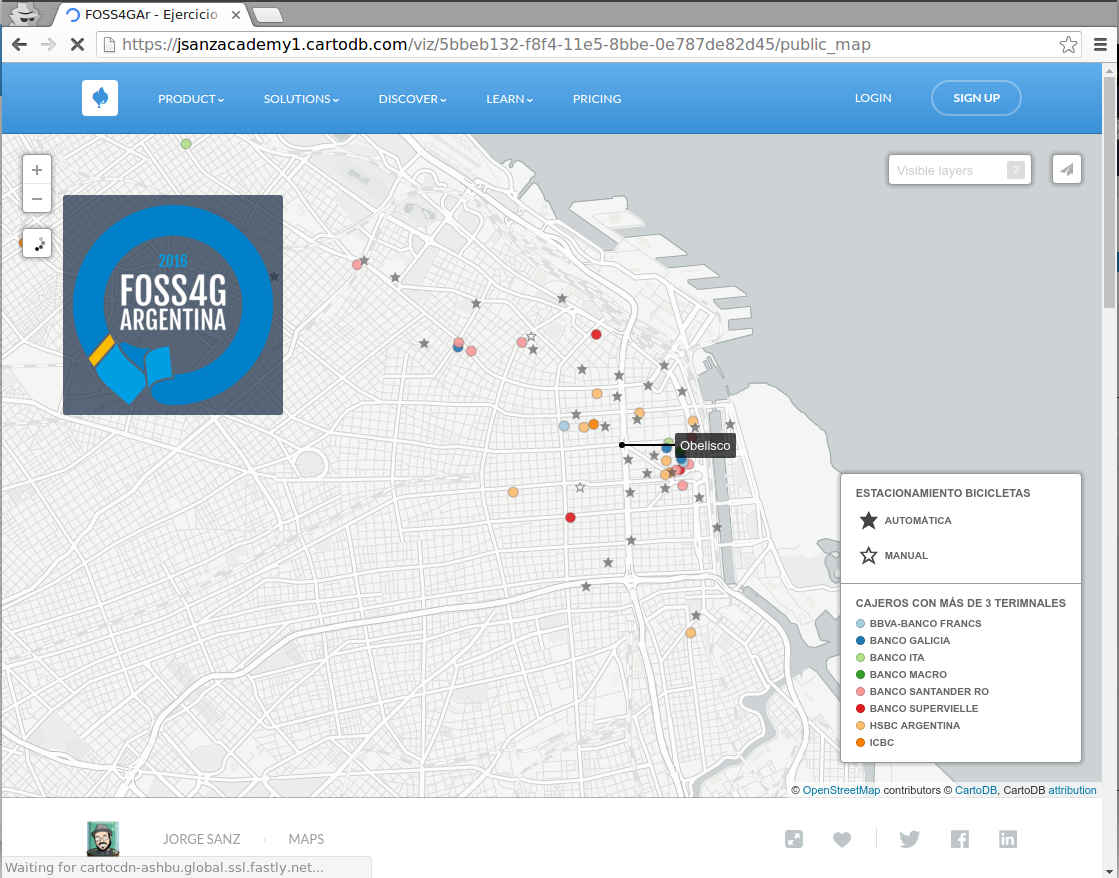 FOSS4GAr - Ejercicio
https://jsanzacademy1.cartodb.com/viz/5bbeb132-f8f4-11e5-8bbe-0e787de82d45/public_map
PRODUCT
SOLUTIONS
DISCOVER
LEARN
PRICING
LOGIN
SIGN UP
Visible layers
2
2016
FOSS4G
ARGENTINA
Obelisco
ESTACIONAMIENTO BICICLETAS
AUTOMÁTICA
MANUAL
CAJEROS CON MÁS DE 3 TERIMNALES
BBVA-BANCO FRANCS
BANCO GALICIA
BANCO ITA
BANCO MACRO
BANCO SANTANDER RO
BANCO SUPERVIELLE
HSBC ARGENTINA
ICBC
© OpenStreetMap contributors © CartoDB, CartoDB attribution
JORGE SANZ
MAPS
Waiting for cartocdn-ashbu.global.ssl.fastly.net...